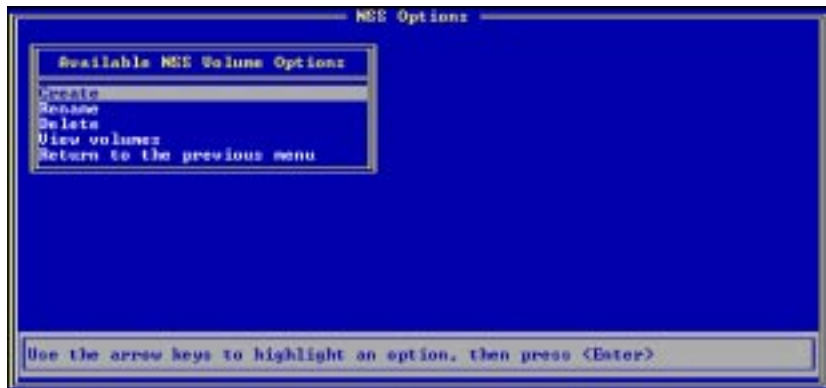 NSS Options
Available NSS Volume Options
Create
Rename
Delete
View volumes
Return to the previous menu
Use the arrow keys to highlight an option, then press <Enter>